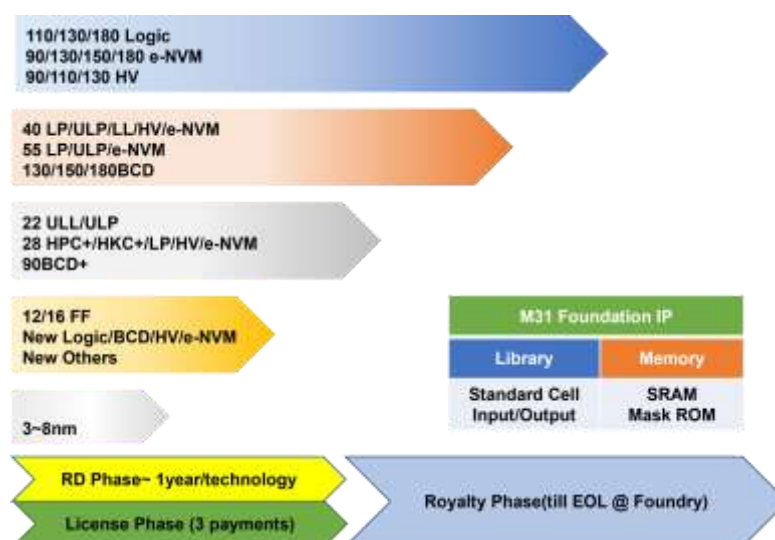 110/130/180 Logic
90/130/150/180 e-NVM
90/110/130 HV
40 LP/ULP/LL/HV/e-NVM
55 LP/ULP/e-NVM
130/150/180BCD
22 ULL/ULP
28 HPC+/HKC+/LP/HV/e-NVM
90BCD+
12/16 FF
New Logic/BCD/HV/e-NVM
New Others
3~8nm
M31 Foundation IP
Library
Memory
Standard Cell
Input/Output
SRAM
Mask ROM
RD Phase~ 1year/technology
License Phase (3 payments)
Royalty Phase(till EOL @ Foundry)